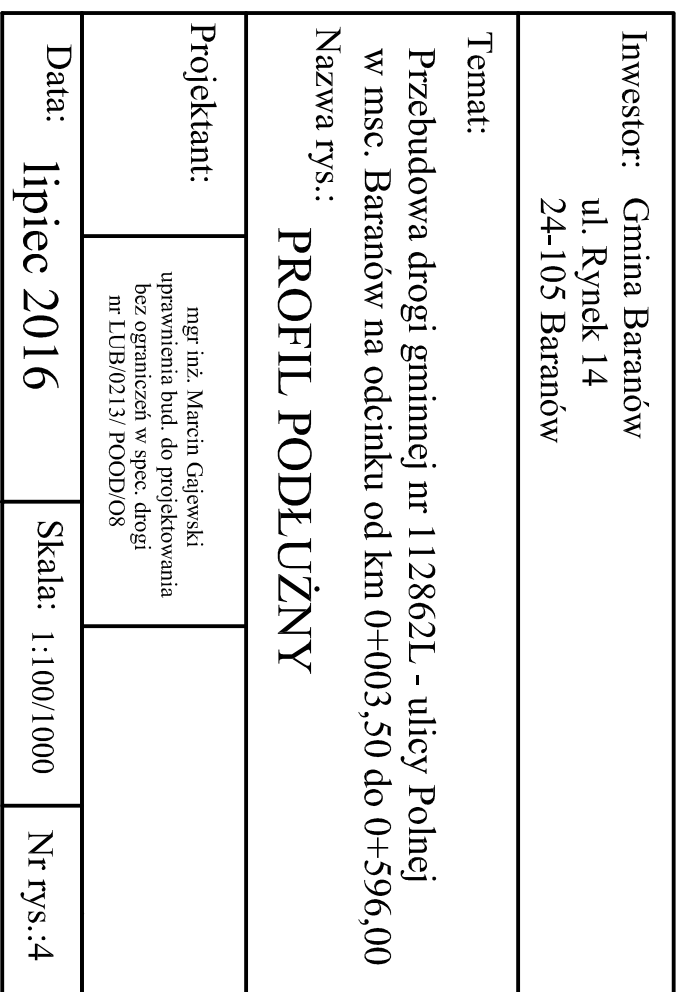 Inwestor: Gmina Baranów
ul. Rynek 14
24-105 Baranów
Temat:
Przebudowa drogi gminnej nr 112862L - ulicy Polnej
w msc. Baranów na odcinku od km 0+003,50 do 0+596,00
Nazwa rys.: PROFIL PODŁUŻNY
Projektant:
mgr inż. Marcin Gajewski
uprawnienia bud. do projektowania
bez ograniczeń w spec. drogi
nr LUB/0213/ POOD/O8
Data: lipiec 2016
Skala: 1:100/1000
Nr rys.:4